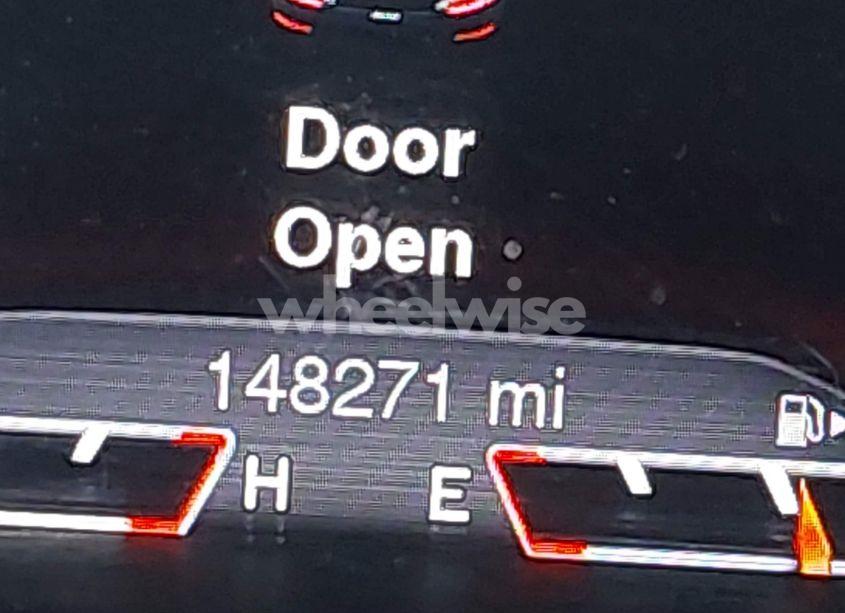 Door
Open
wheelwise
148271 mi
H E